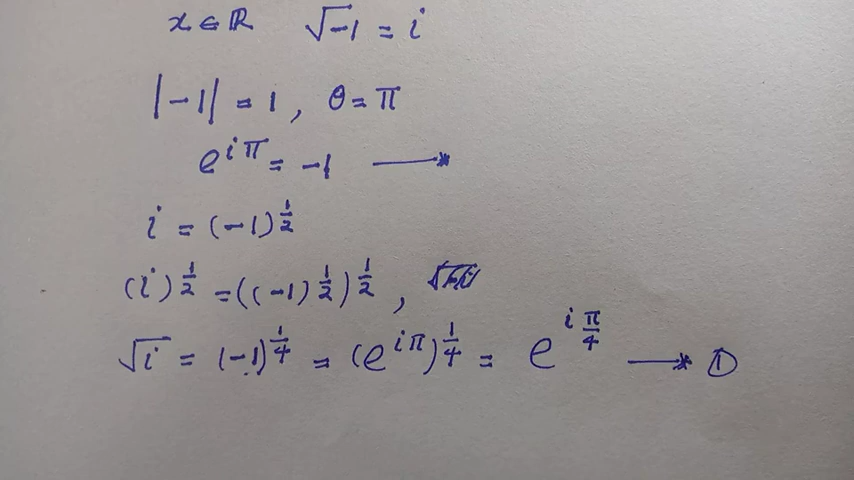 x ∈ ℝ √-1 = i
|-1| = 1, θ = π
e^{iπ} = -1 ⟶*
i = (-1)^{1/2}
(i)^{1/2} = ((-1)^{1/2})^{1/2},
√i = (-1)^{1/4} = (e^{iπ})^{1/4} = e^{iπ/4} ⟶* ①